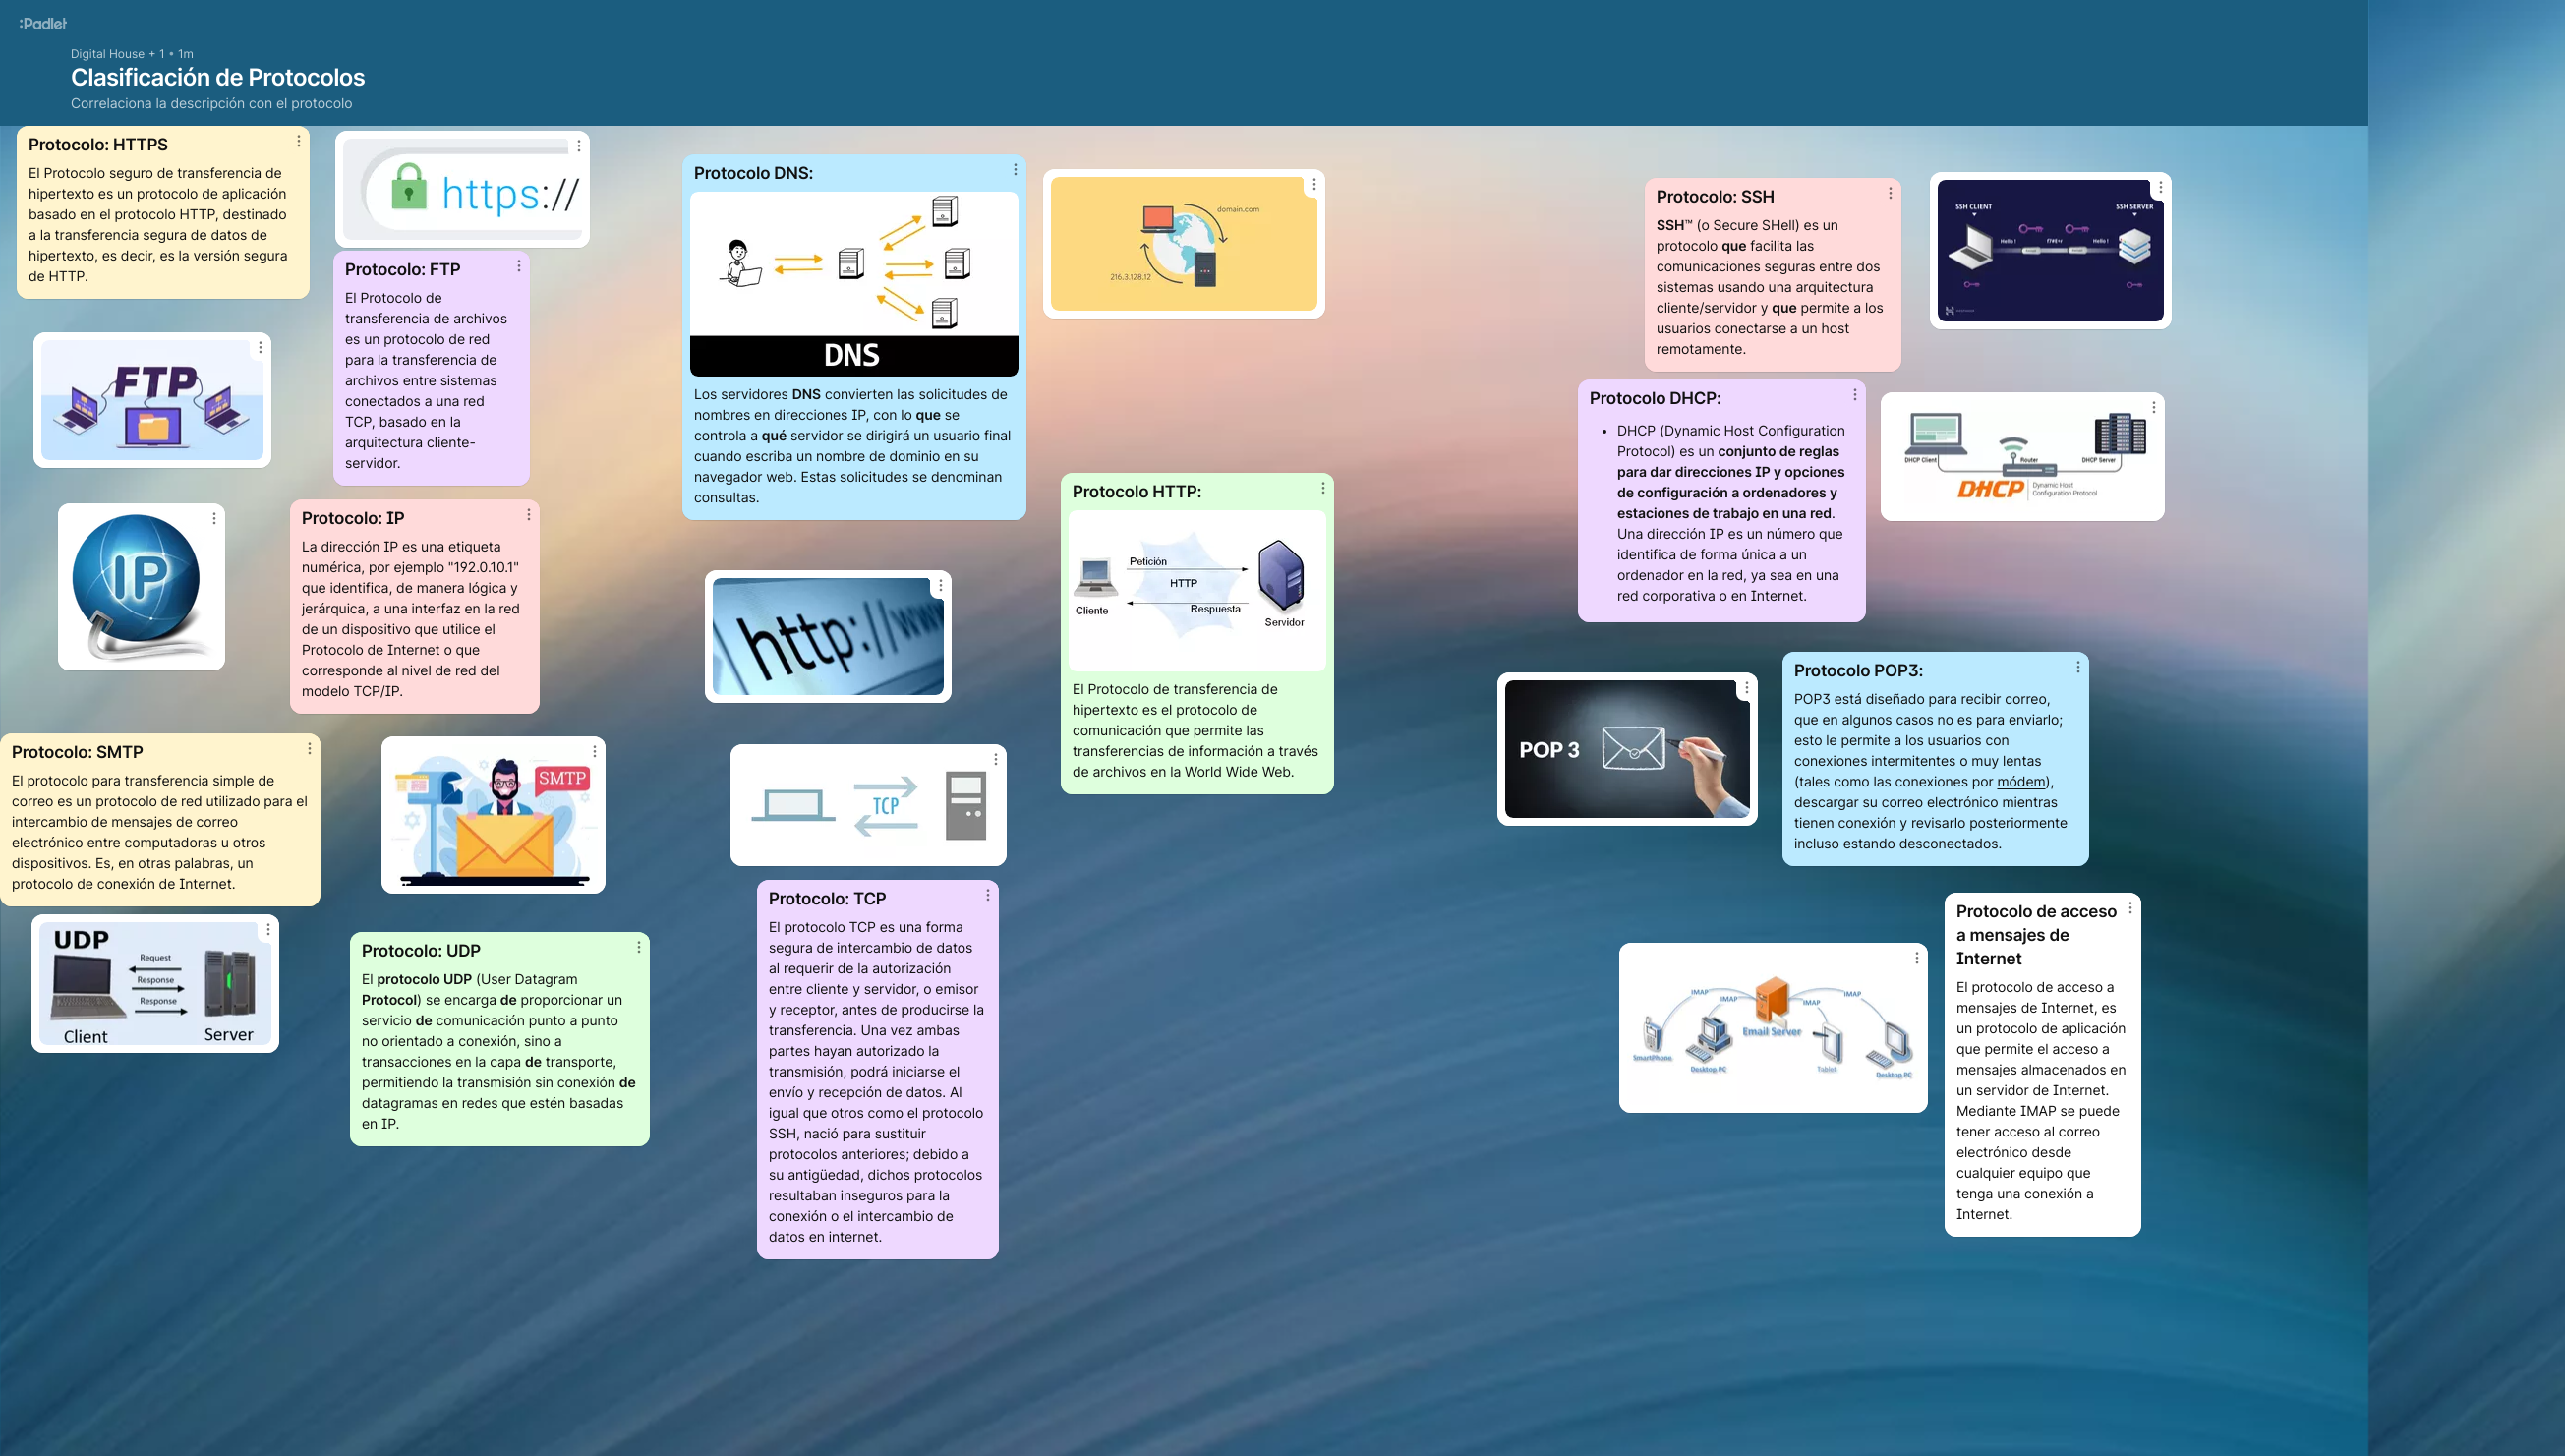 :Padlet
Digital House + 1 • 1m
Clasificación de Protocolos
Correlaciona la descripción con el protocolo
Protocolo: HTTPS
El Protocolo seguro de transferencia de
hipertexto es un protocolo de aplicación
basado en el protocolo HTTP, destinado
a la transferencia segura de datos de
hipertexto, es decir, es la versión segura
de HTTP.
https://
FTP
Protocolo: FTP
El Protocolo de
transferencia de archivos
es un protocolo de red
para la transferencia de
archivos entre sistemas
conectados a una red
TCP, basado en la
arquitectura cliente-
servidor.
IP
Protocolo: IP
La dirección IP es una etiqueta
numérica, por ejemplo "192.0.10.1"
que identifica, de manera lógica y
jerárquica, a una interfaz en la red
de un dispositivo que utilice el
Protocolo de Internet o que
corresponde al nivel de red del
modelo TCP/IP.
Protocolo: SMTP
El protocolo para transferencia simple de
correo es un protocolo de red utilizado para el
intercambio de mensajes de correo
electrónico entre computadoras u otros
dispositivos. Es, en otras palabras, un
protocolo de conexión de Internet.
SMTP
UDP
Request
Response
Response
Client
Server
Protocolo: UDP
El protocolo UDP (User Datagram
Protocol) se encarga de proporcionar un
servicio de comunicación punto a punto
no orientado a conexión, sino a
transacciones en la capa de transporte,
permitiendo la transmisión sin conexión de
datagramas en redes que estén basadas
en IP.
Protocolo DNS:
DNS
Los servidores DNS convierten las solicitudes de
nombres en direcciones IP, con lo que se
controla a qué servidor se dirigirá un usuario final
cuando escriba un nombre de dominio en su
navegador web. Estas solicitudes se denominan
consultas.
domain.com
216.3.128.12
http://www
Protocolo HTTP:
Petición
HTTP
Respuesta
Cliente
Servidor
El Protocolo de transferencia de
hipertexto es el protocolo de
comunicación que permite las
transferencias de información a través
de archivos en la World Wide Web.
TCP
Protocolo: TCP
El protocolo TCP es una forma
segura de intercambio de datos
al requerir de la autorización
entre cliente y servidor, o emisor
y receptor, antes de producirse la
transferencia. Una vez ambas
partes hayan autorizado la
transmisión, podrá iniciarse el
envío y recepción de datos. Al
igual que otros como el protocolo
SSH, nació para sustituir
protocolos anteriores; debido a
su antigüedad, dichos protocolos
resultaban inseguros para la
conexión o el intercambio de
datos en internet.
Protocolo: SSH
SSH™ (o Secure SHell) es un
protocolo que facilita las
comunicaciones seguras entre dos
sistemas usando una arquitectura
cliente/servidor y que permite a los
usuarios conectarse a un host
remotamente.
SSH CLIENT
SSH SERVER
Hello !
Hello !
Protocolo DHCP:
• DHCP (Dynamic Host Configuration
Protocol) es un conjunto de reglas
para dar direcciones IP y opciones
de configuración a ordenadores y
estaciones de trabajo en una red.
Una dirección IP es un número que
identifica de forma única a un
ordenador en la red, ya sea en una
red corporativa o en Internet.
DHCP Client
Router
DHCP Server
DHCP
Dynamic Host
Configuration Protocol
POP 3
Protocolo POP3:
POP3 está diseñado para recibir correo,
que en algunos casos no es para enviarlo;
esto le permite a los usuarios con
conexiones intermitentes o muy lentas
(tales como las conexiones por módem),
descargar su correo electrónico mientras
tienen conexión y revisarlo posteriormente
incluso estando desconectados.
IMAP
IMAP
IMAP
IMAP
Email Server
SmartPhone
Desktop PC
Tablet
Desktop PC
Protocolo de acceso
a mensajes de
Internet
El protocolo de acceso a
mensajes de Internet, es
un protocolo de aplicación
que permite el acceso a
mensajes almacenados en
un servidor de Internet.
Mediante IMAP se puede
tener acceso al correo
electrónico desde
cualquier equipo que
tenga una conexión a
Internet.